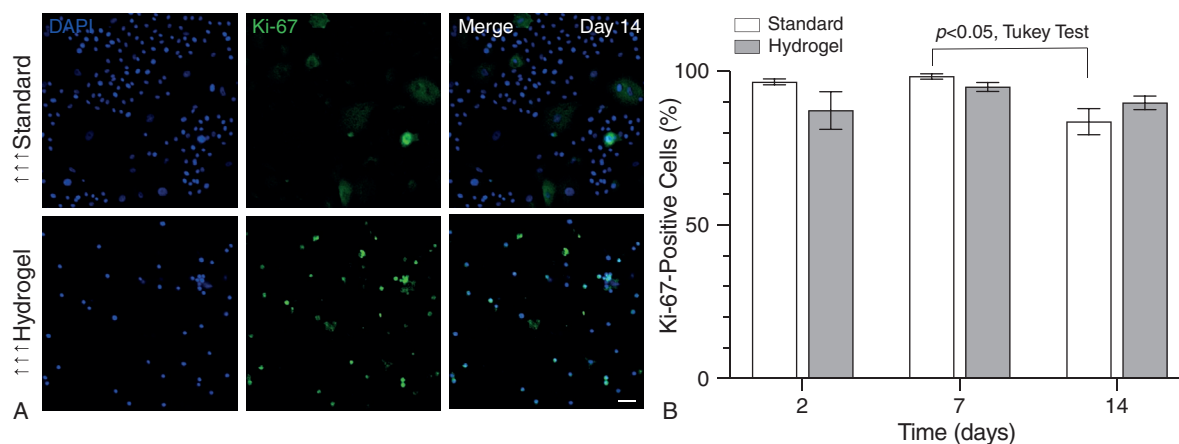 DAPI
Ki-67
Merge
Day 14
↑↑↑Standard
↑↑↑Hydrogel
A
Standard
Hydrogel
p<0.05, Tukey Test
100
50
0
Ki-67-Positive Cells (%)
2
7
14
Time (days)
B